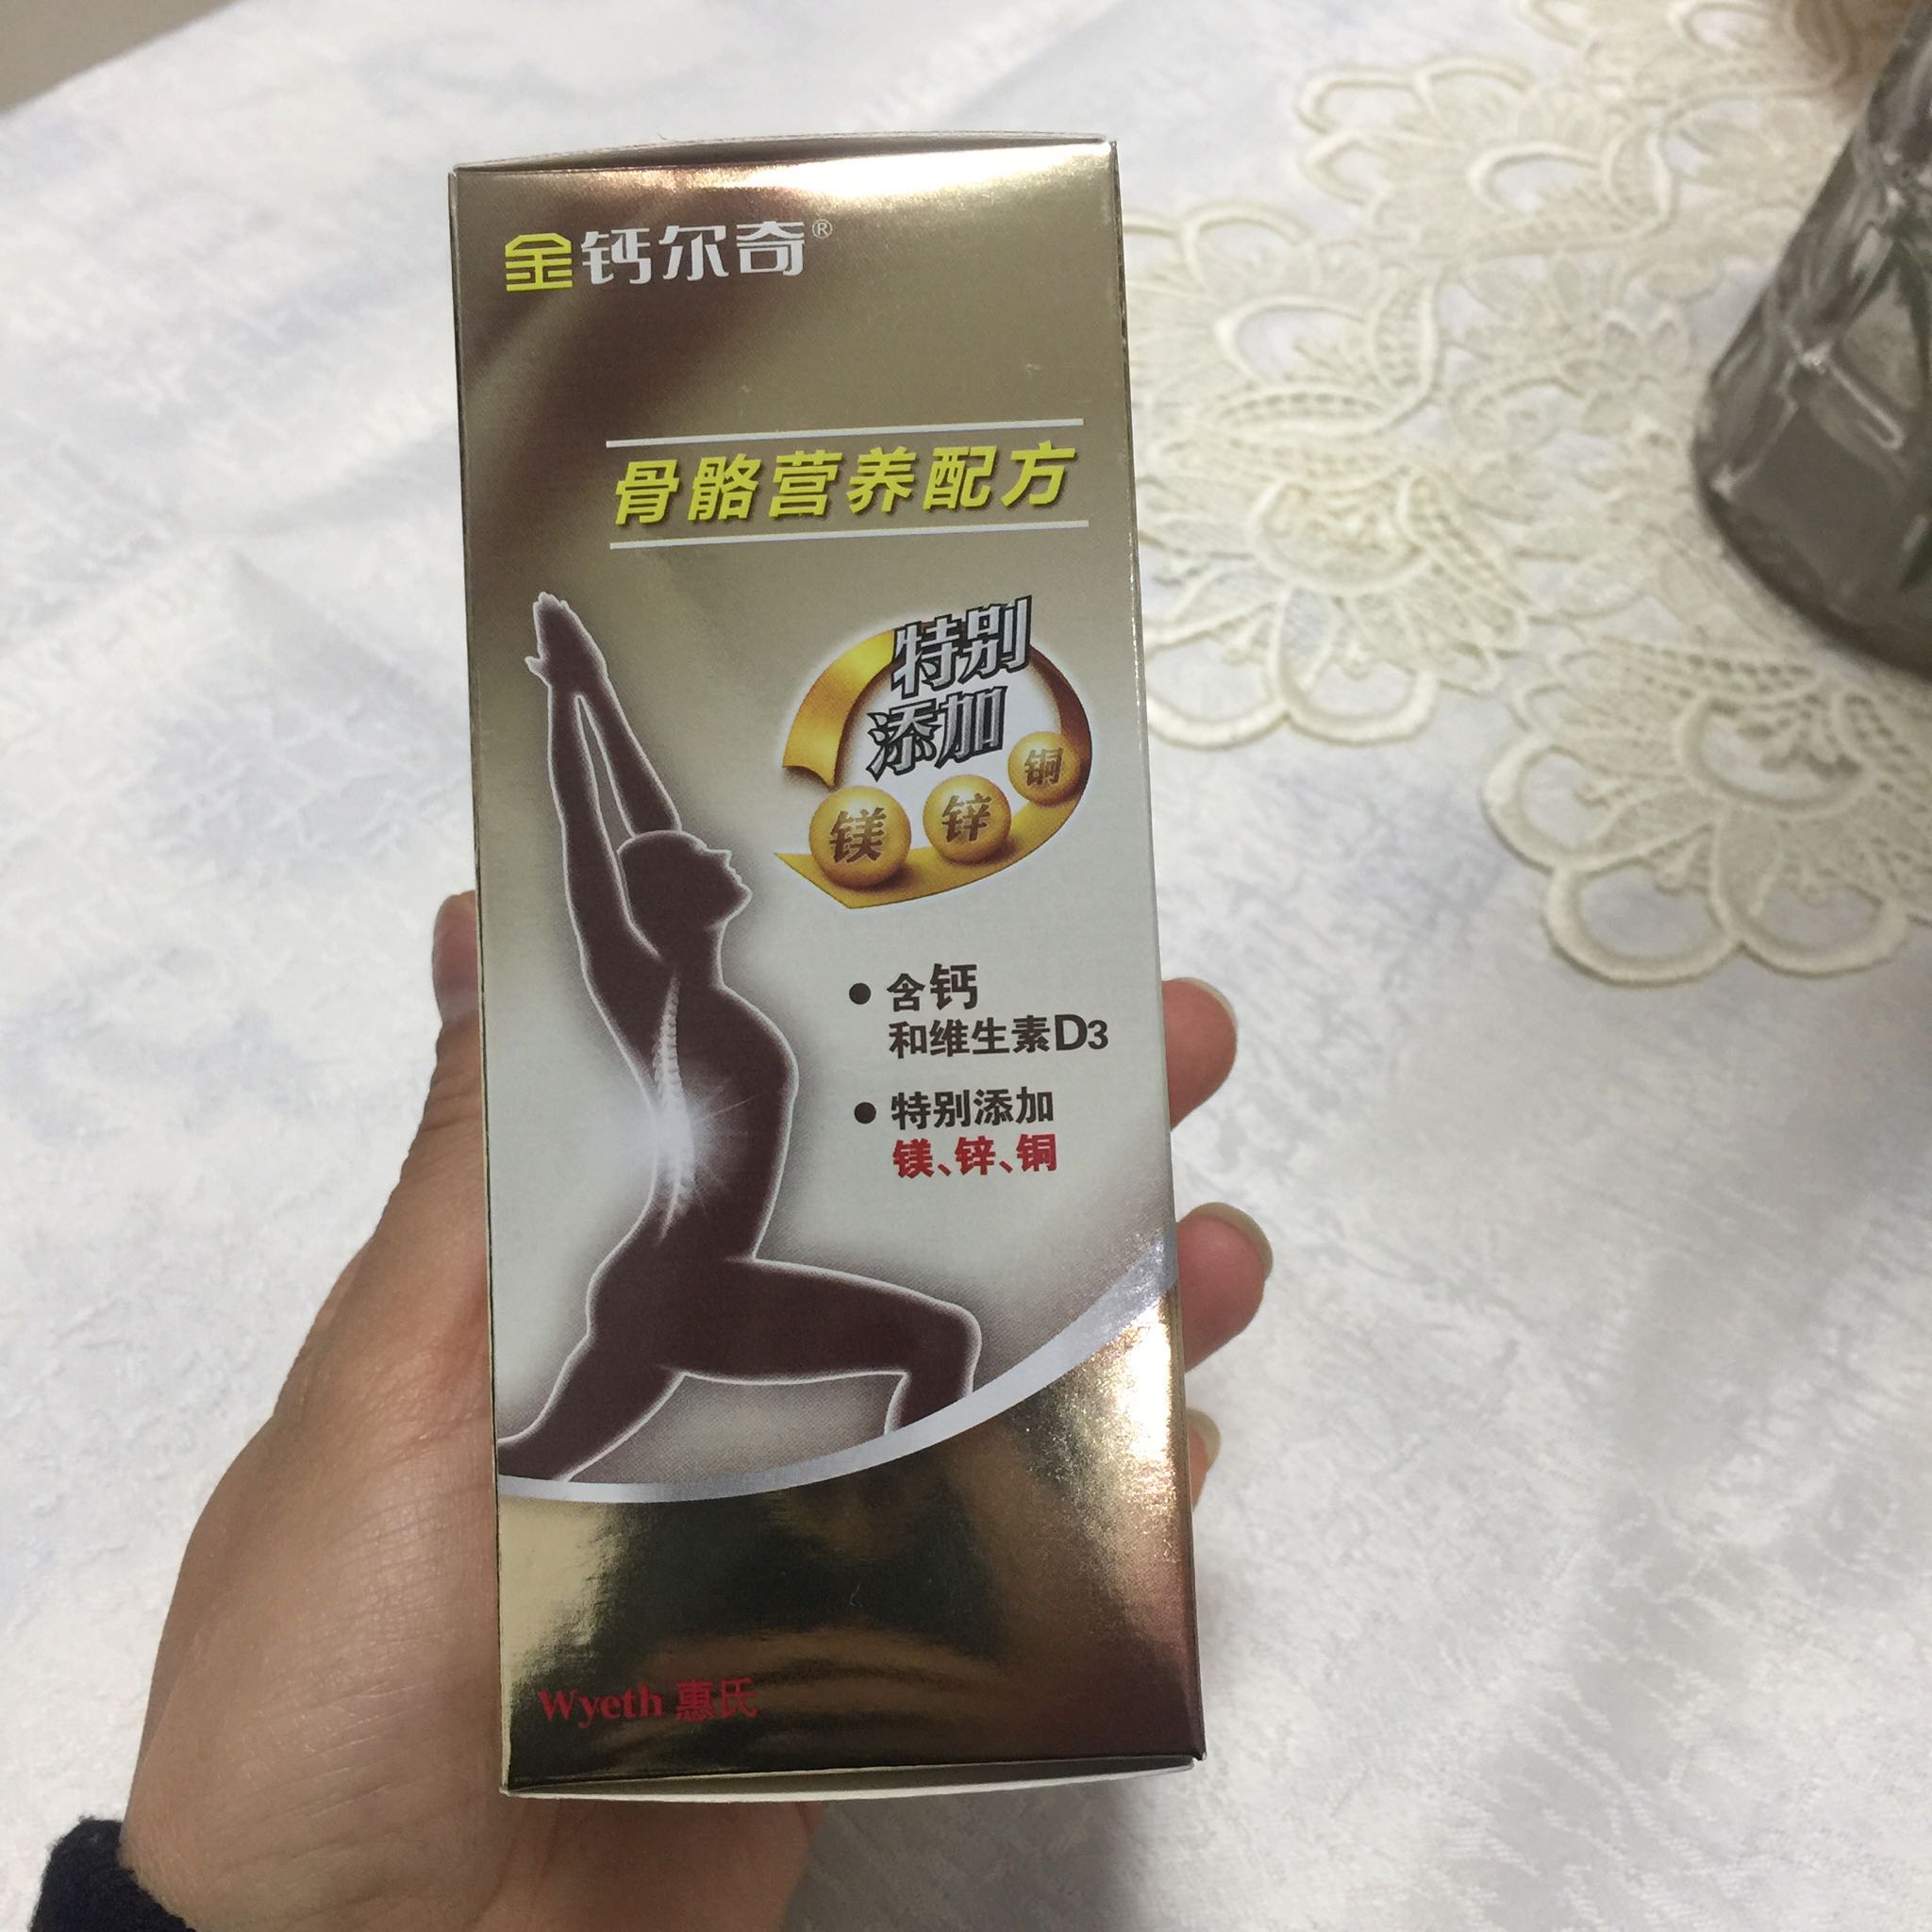 金钙尔奇®
骨骼营养配方
特别
添加
镁 锌 铜
• 含钙
和维生素D3
• 特别添加
镁、锌、铜
Wyeth 惠氏